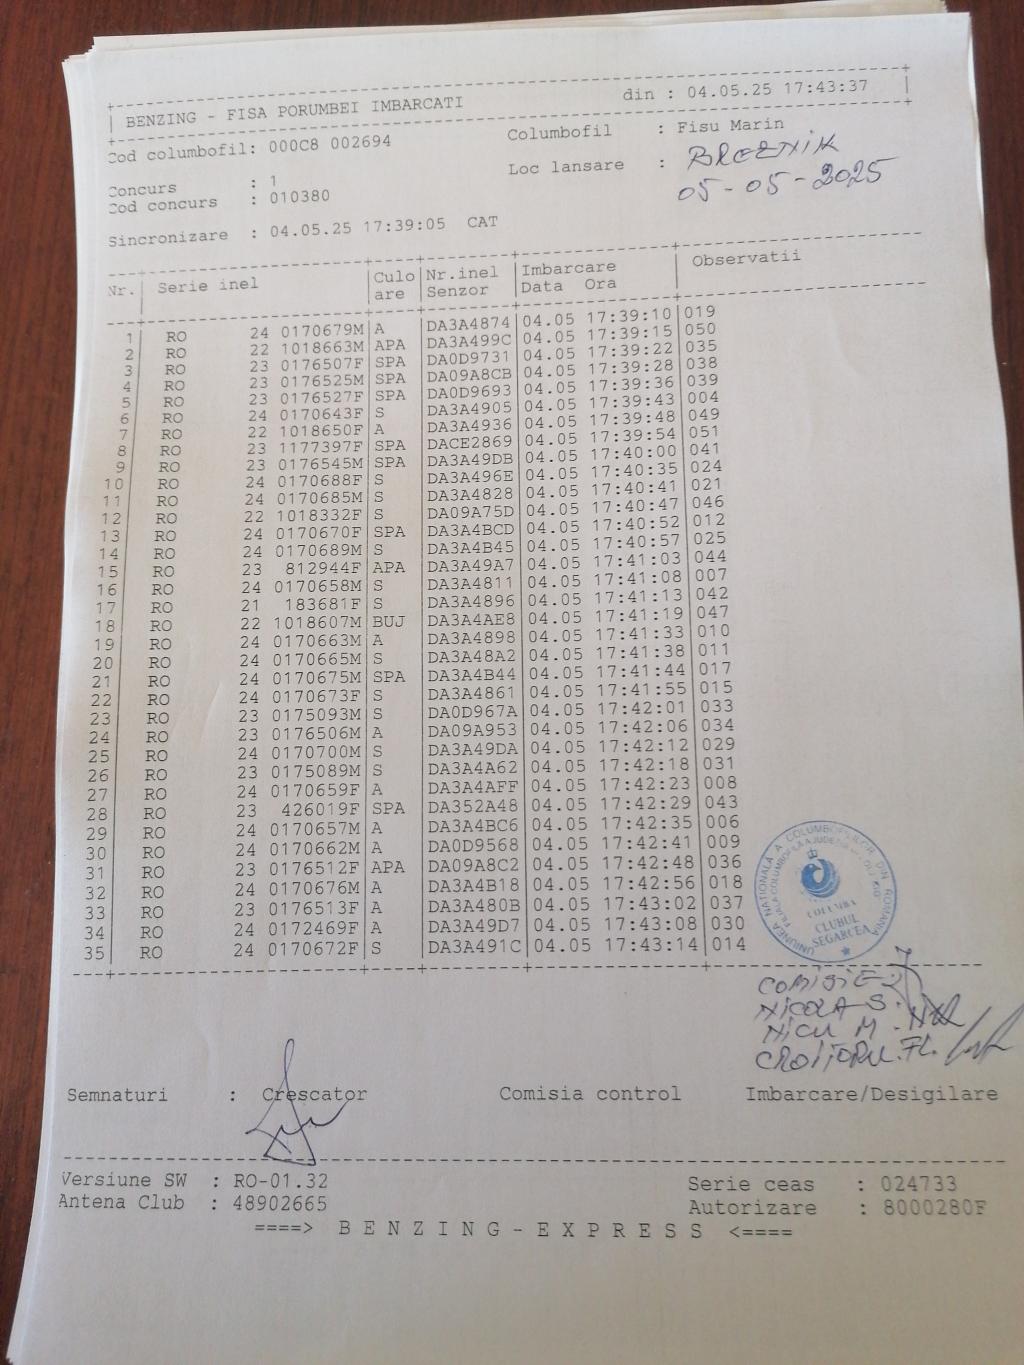 BENZING - FISA PORUMBEI IMBARCATI din : 04.05.25 17:43:37
Cod columbofil: 000C8 002694 Columbofil : Fisu Marin
Loc lansare : BREZNIK
05-05-2025
Concurs : 1
Cod concurs : 010380
Sincronizare : 04.05.25 17:39:05 CAT
Nr. | Serie inel | Culo are | Nr.inel Senzor | Imbarcare Data Ora | Observatii
1 | RO 24 0170679M | A | DA3A4874 | 04.05 17:39:10 | 019
2 | RO 22 1018663M | APA | DA3A499C | 04.05 17:39:15 | 050
3 | RO 23 0176507F | SPA | DA0D9731 | 04.05 17:39:22 | 035
4 | RO 23 0176525M | SPA | DA09A8CB | 04.05 17:39:28 | 038
5 | RO 23 0176527F | SPA | DA0D9693 | 04.05 17:39:36 | 039
6 | RO 24 0170643F | S | DA3A4905 | 04.05 17:39:43 | 004
7 | RO 22 1018650F | A | DA3A4936 | 04.05 17:39:48 | 049
8 | RO 23 1177397F | SPA | DACE2869 | 04.05 17:39:54 | 051
9 | RO 23 0176545M | SPA | DA3A49DB | 04.05 17:40:00 | 041
10 | RO 24 0170688F | S | DA3A496E | 04.05 17:40:35 | 024
11 | RO 24 0170685M | S | DA3A4828 | 04.05 17:40:41 | 021
12 | RO 22 1018332F | S | DA09A75D | 04.05 17:40:47 | 046
13 | RO 24 0170670F | SPA | DA3A4BCD | 04.05 17:40:52 | 012
14 | RO 24 0170689M | S | DA3A4B45 | 04.05 17:40:57 | 025
15 | RO 23 812944F | APA | DA3A49A7 | 04.05 17:41:03 | 044
16 | RO 24 0170658M | S | DA3A4811 | 04.05 17:41:08 | 007
17 | RO 21 183681F | S | DA3A4896 | 04.05 17:41:13 | 042
18 | RO 22 1018607M | BUJ | DA3A4AE8 | 04.05 17:41:19 | 047
19 | RO 24 0170663M | A | DA3A4898 | 04.05 17:41:33 | 010
20 | RO 24 0170665M | S | DA3A48A2 | 04.05 17:41:38 | 011
21 | RO 24 0170675M | SPA | DA3A4B44 | 04.05 17:41:44 | 017
22 | RO 24 0170673F | S | DA3A4861 | 04.05 17:41:55 | 015
23 | RO 23 0175093M | S | DA0D967A | 04.05 17:42:01 | 033
24 | RO 23 0176506M | A | DA09A953 | 04.05 17:42:06 | 034
25 | RO 24 0170700M | S | DA3A49DA | 04.05 17:42:12 | 029
26 | RO 23 0175089M | S | DA3A4A62 | 04.05 17:42:18 | 031
27 | RO 24 0170659F | A | DA3A4AFF | 04.05 17:42:23 | 008
28 | RO 23 426019F | SPA | DA352A48 | 04.05 17:42:29 | 043
29 | RO 24 0170657M | A | DA3A4BC6 | 04.05 17:42:35 | 006
30 | RO 24 0170662M | A | DA0D9568 | 04.05 17:42:41 | 009
31 | RO 23 0176512F | APA | DA09A8C2 | 04.05 17:42:48 | 036
32 | RO 24 0170676M | A | DA3A4B18 | 04.05 17:42:56 | 018
33 | RO 23 0176513F | A | DA3A480B | 04.05 17:43:02 | 037
34 | RO 24 0172469F | A | DA3A49D7 | 04.05 17:43:08 | 030
35 | RO 24 0170672F | S | DA3A491C | 04.05 17:43:14 | 014
UNIUNEA NATIONALA A COLUMBOFILILOR DIN ROMANIA
COLUMBA
CLUBUL
SEGARCEA
COMISIE
NICOLA S.
NICU M.
CROITORU. FL.
Semnaturi : Crescator Comisia control Imbarcare/Desigilare
Versiune SW : RO-01.32 Serie ceas : 024733
Antena Club : 48902665 Autorizare : 8000280F
====> B E N Z I N G - E X P R E S S <====